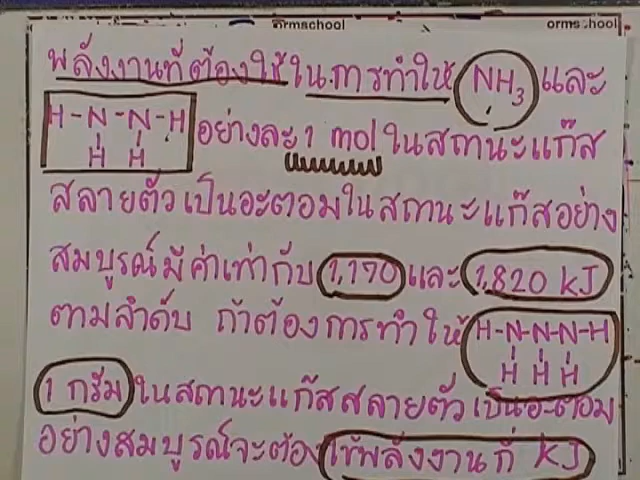 ormschool ormschool
พลังงานที่ต้องใช้ในการทำให้ NH3 และ
H-N-N-H อย่างละ 1 mol ในสถานะแก๊ส
H H
สลายตัวเป็นอะตอมในสถานะแก๊สอย่าง
สมบูรณ์มีค่าเท่ากับ 1,170 และ 1,820 KJ
ตามลำดับ ถ้าต้องการทำให้ H-N-N-N-H
H H H
1 กรัม ในสถานะแก๊สสลายตัวเป็นอะตอม
อย่างสมบูรณ์จะต้องใช้พลังงานกี่ KJ